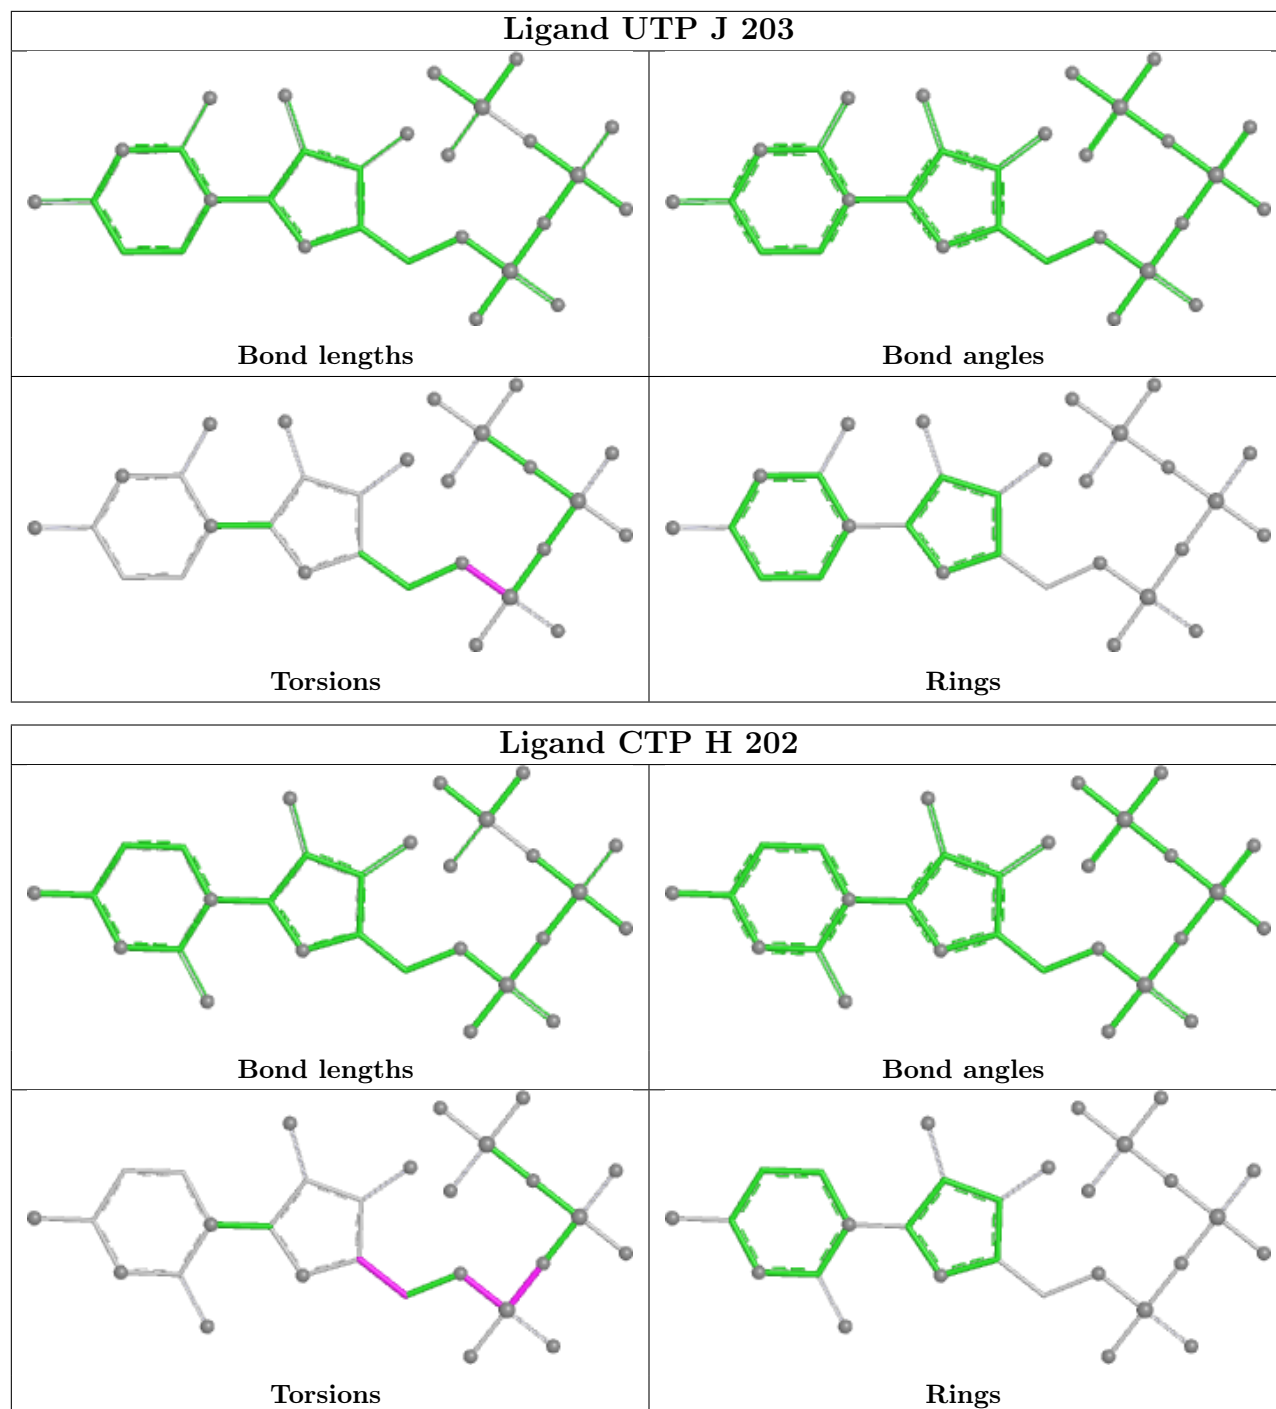 Ligand UTP J 203
Bond lengths
Bond angles
Torsions
Rings
Ligand CTP H 202
Bond lengths
Bond angles
Torsions
Rings